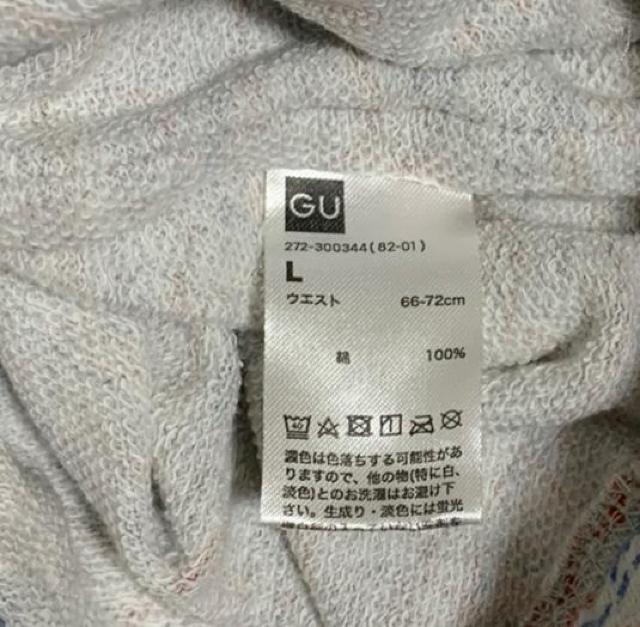 GU
272-300344(82-01)
L
ウエスト 66-72cm
綿 100%
40
濃色は色落ちする可能性があ
りますので、他の物(特に白、
淡色)とのお洗濯はお避け下
さい。生成り・淡色には蛍光